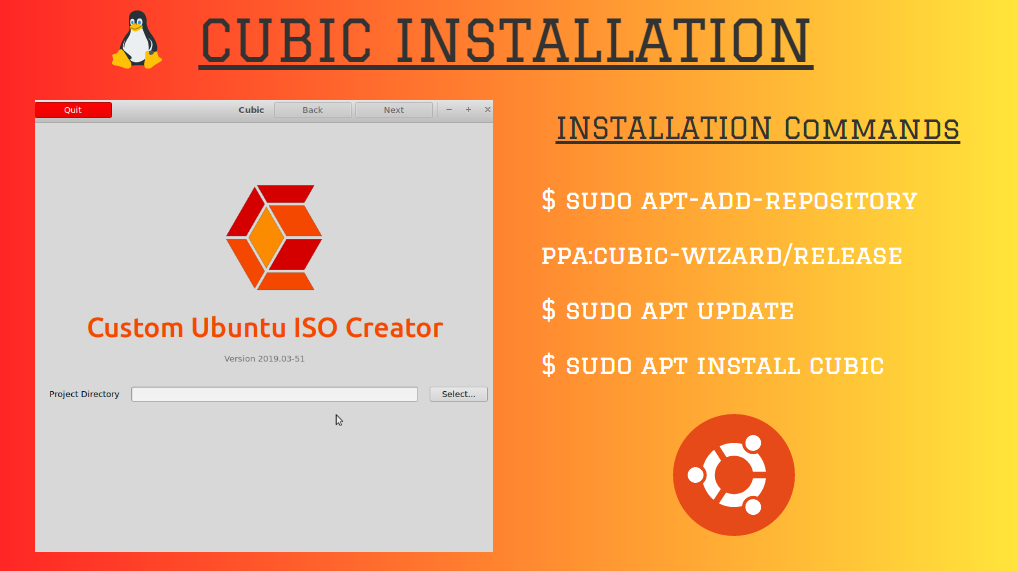 CUBIC INSTALLATION
Quit
Cubic
Back
Next
Custom Ubuntu ISO Creator
Version 2019.03-51
Project Directory
Select...
INSTALLATION Commands
$ sudo apt-add-repository
ppa:cubic-wizard/release
$ sudo apt update
$ sudo apt install cubic